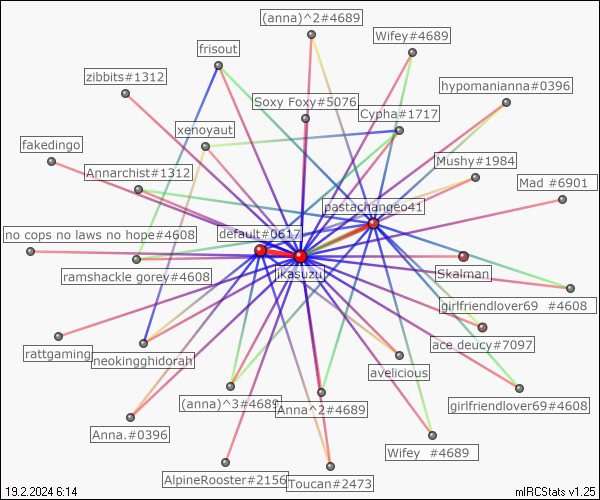 (anna)^2#4689
Wifey#4689
frisout
zibbits#1312
hypomanianna#0396
Soxy Foxy#5076
Cypha#1717
xenoyaut
fakedingo
Mushy#1984
Annarchist#1312
Mad #6901
pastachangeo41
no cops no laws no hope#4608
default#0617
ramshackle gorey#4608
ikasuzu
Skalman
girlfriendlover69 #4608
rattgaming
neokingghidorah
ace deucy#7097
avelicious
(anna)^3#4689
Anna^2#4689
girlfriendlover69#4608
Anna.#0396
Wifey #4689
AlpineRooster#2156
Toucan#2473
19.2.2024 6:14
mIRCStats v1.25